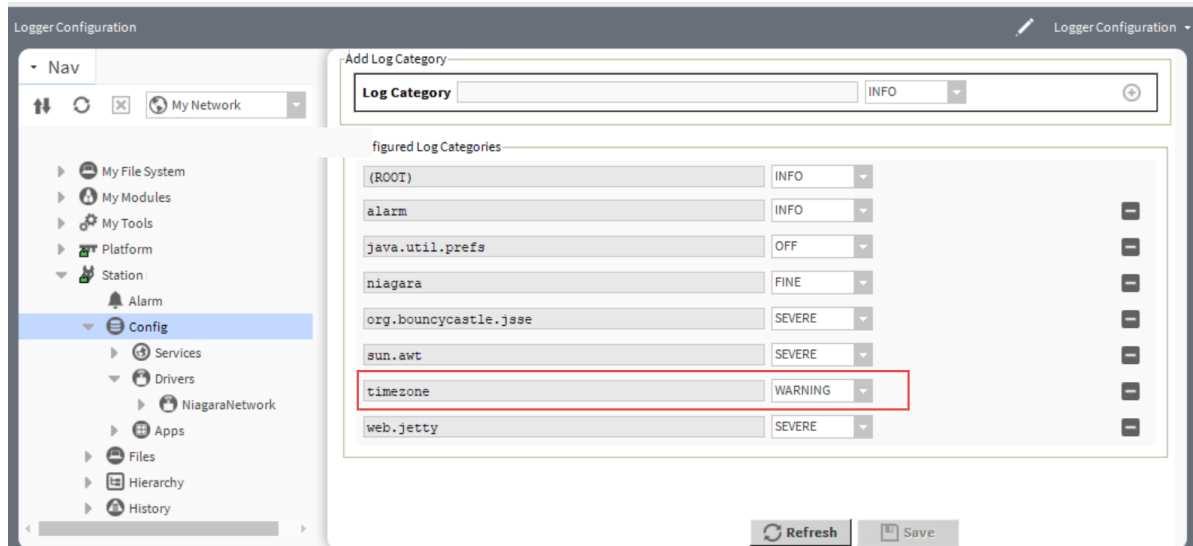 Logger Configuration
Logger Configuration
Nav
My Network
My File System
My Modules
My Tools
Platform
Station
Alarm
Config
Services
Drivers
NiagaraNetwork
Apps
Files
Hierarchy
History
Add Log Category
Log Category INFO
figured Log Categories
(ROOT) INFO
alarm INFO
java.util.prefs OFF
niagara FINE
org.bouncycastle.jsse SEVERE
sun.awt SEVERE
timezone WARNING
web.jetty SEVERE
Refresh Save